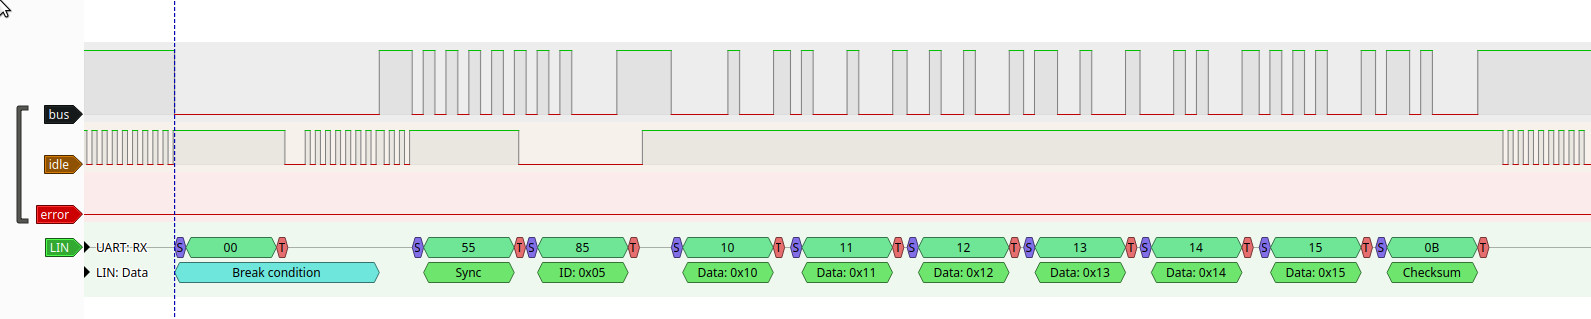 bus
idle
error
LIN UART: RX S 00 T S 55 T S 85 T S 10 T S 11 T S 12 T S 13 T S 14 T S 15 T S 0B T
LIN: Data Break condition Sync ID: 0x05 Data: 0x10 Data: 0x11 Data: 0x12 Data: 0x13 Data: 0x14 Data: 0x15 Checksum